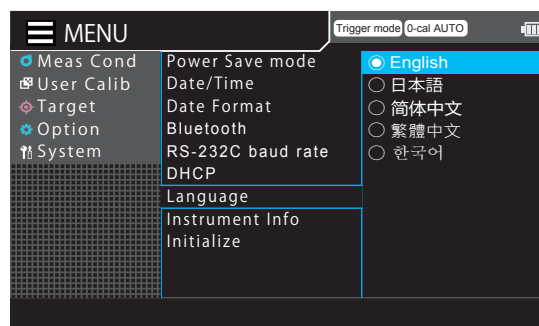 MENU
Trigger mode 0-cal AUTO
Meas Cond
User Calib
Target
Option
System
Power Save mode
Date/Time
Date Format
Bluetooth
RS-232C baud rate
DHCP
Language
Instrument Info
Initialize
English
日本語
简体中文
繁體中文
한국어